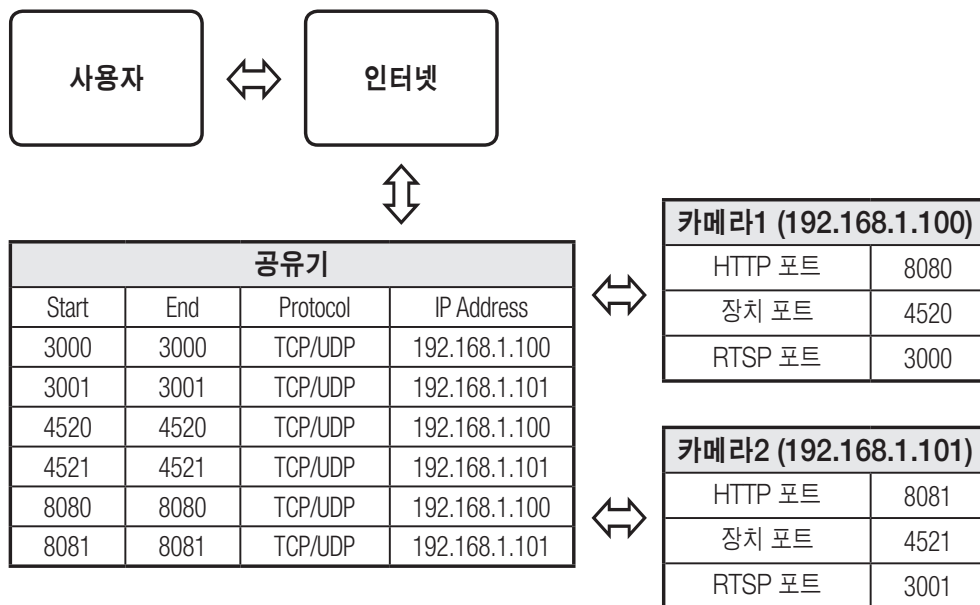 사용자
인터넷
공유기
Start End Protocol IP Address
3000 3000 TCP/UDP 192.168.1.100
3001 3001 TCP/UDP 192.168.1.101
4520 4520 TCP/UDP 192.168.1.100
4521 4521 TCP/UDP 192.168.1.101
8080 8080 TCP/UDP 192.168.1.100
8081 8081 TCP/UDP 192.168.1.101
카메라1 (192.168.1.100)
HTTP 포트 8080
장치 포트 4520
RTSP 포트 3000
카메라2 (192.168.1.101)
HTTP 포트 8081
장치 포트 4521
RTSP 포트 3001